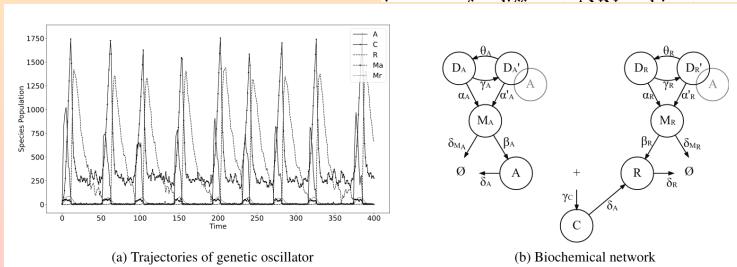 1750
1500
1250
1000
750
500
250
0
Species Population
0 50 100 150 200 250 300 350 400
Time
A
C
R
Ma
Mr
(a) Trajectories of genetic oscillator
θA θR
DA DA' A DR DR' A
γA γR
αA α'A αR α'R
MA MR
δMA βA βR δMR
Ø δA A + R δR Ø
γC δA
C
(b) Biochemical network